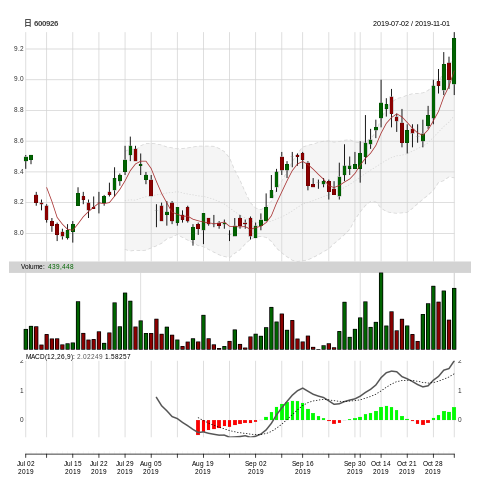 日 600926 2019-07-02 / 2019-11-01
9.2
9.0
8.8
8.6
8.4
8.2
8.0
Volume: 439,448
MACD(12,26,9): 2.02249 1.58257
2 2
1 1
0 0
Jul 02 Jul 15 Jul 22 Jul 29 Aug 05 Aug 19 Sep 02 Sep 16 Sep 30 Oct 14 Oct 21 Oct 28
2019 2019 2019 2019 2019 2019 2019 2019 2019 2019 2019 2019